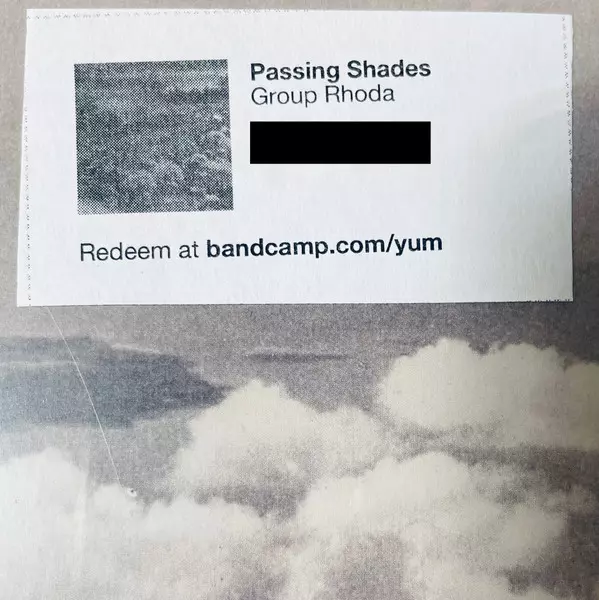 Passing Shades
Group Rhoda
Redeem at bandcamp.com/yum